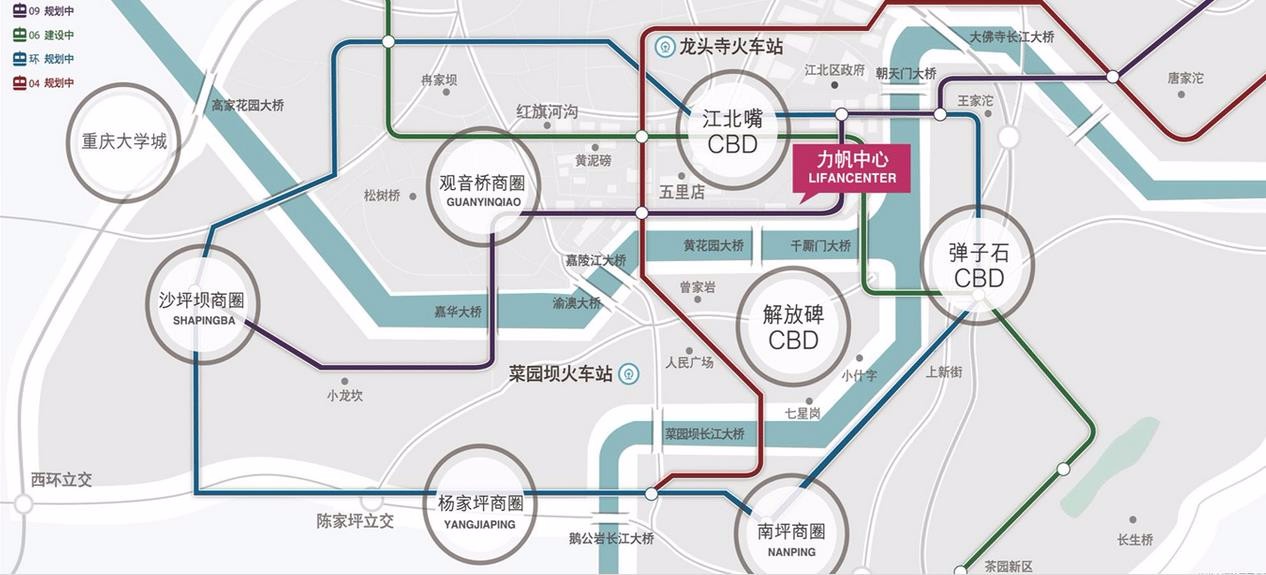 09 规划中
06 建设中
环 规划中
04 规划中
龙头寺火车站
大佛寺长江大桥
冉家坝
江北区政府
朝天门大桥
唐家沱
高家花园大桥
红旗河沟
王家沱
江北嘴
CBD
重庆大学城
黄泥磅
力帆中心
LIFANCENTER
观音桥商圈
GUANYINQIAO
松树桥
五里店
黄花园大桥
千厮门大桥
弹子石
CBD
嘉陵江大桥
曾家岩
渝澳大桥
沙坪坝商圈
SHAPINGBA
嘉华大桥
解放碑
CBD
人民广场
菜园坝火车站
小什字
上新街
小龙坎
七星岗
菜园坝长江大桥
西环立交
杨家坪商圈
YANGJIAPING
陈家坪立交
鹅公岩长江大桥
南坪商圈
NANPING
长生桥
茶园新区